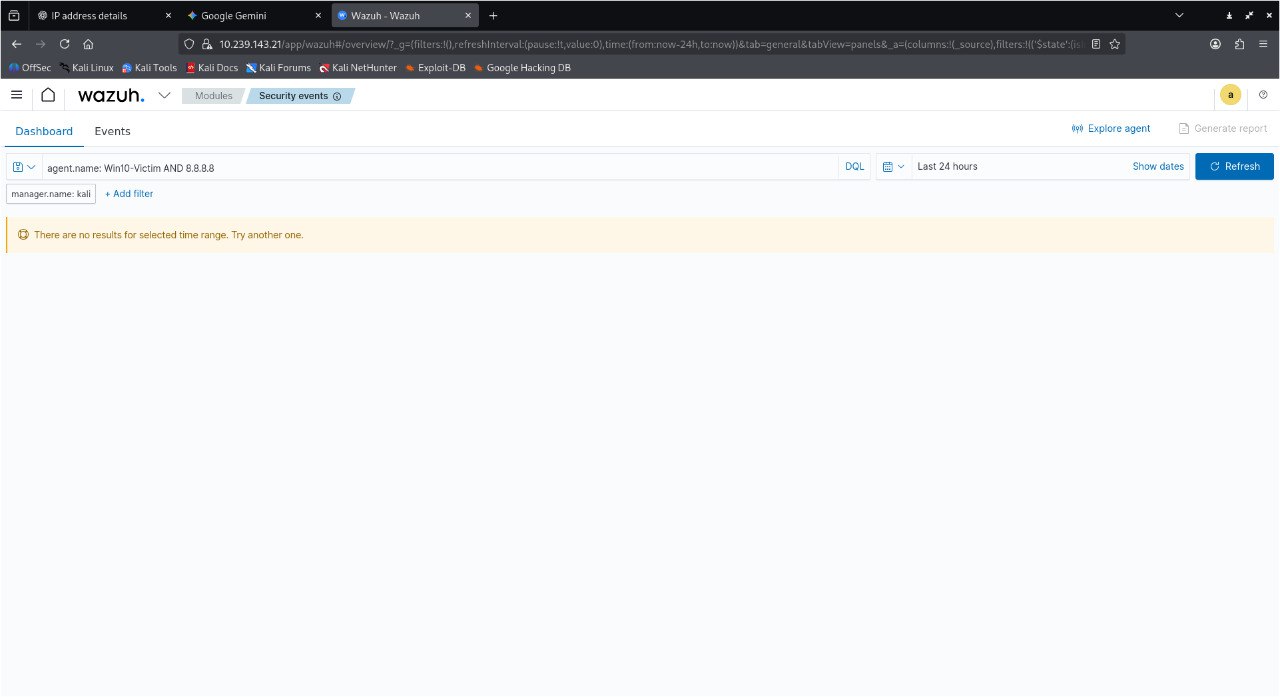 IP address details
Google Gemini
Wazuh - Wazuh
10.239.143.21/app/wazuh#/overview/?_g=(filters:!(),refreshInterval:(pause:!t,value:0),time:(from:now-24h,to:now))&tab=general&tabView=panels&_a=(columns:!(_source),filters:!(('$state':(is
OffSec Kali Linux Kali Tools Kali Docs Kali Forums Kali NetHunter Exploit-DB Google Hacking DB
wazuh. Modules Security events a
Dashboard Events Explore agent Generate report
agent.name: Win10-Victim AND 8.8.8.8 DQL Last 24 hours Show dates Refresh
manager.name: kali + Add filter
There are no results for selected time range. Try another one.